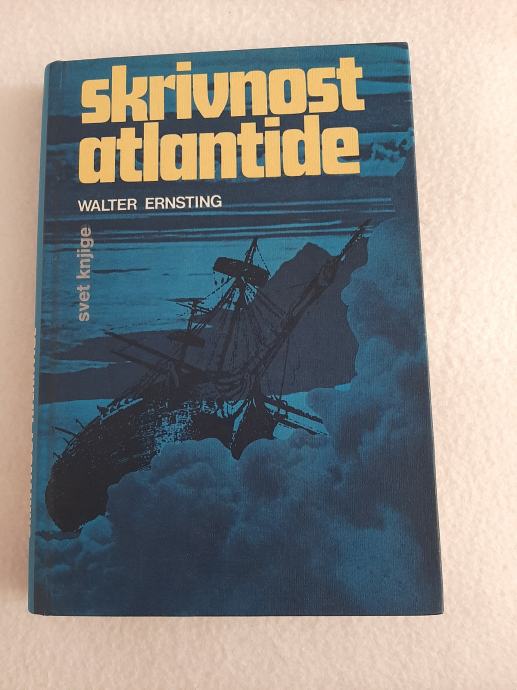 skrivnost
atlantide
WALTER ERNSTING
svet knjige